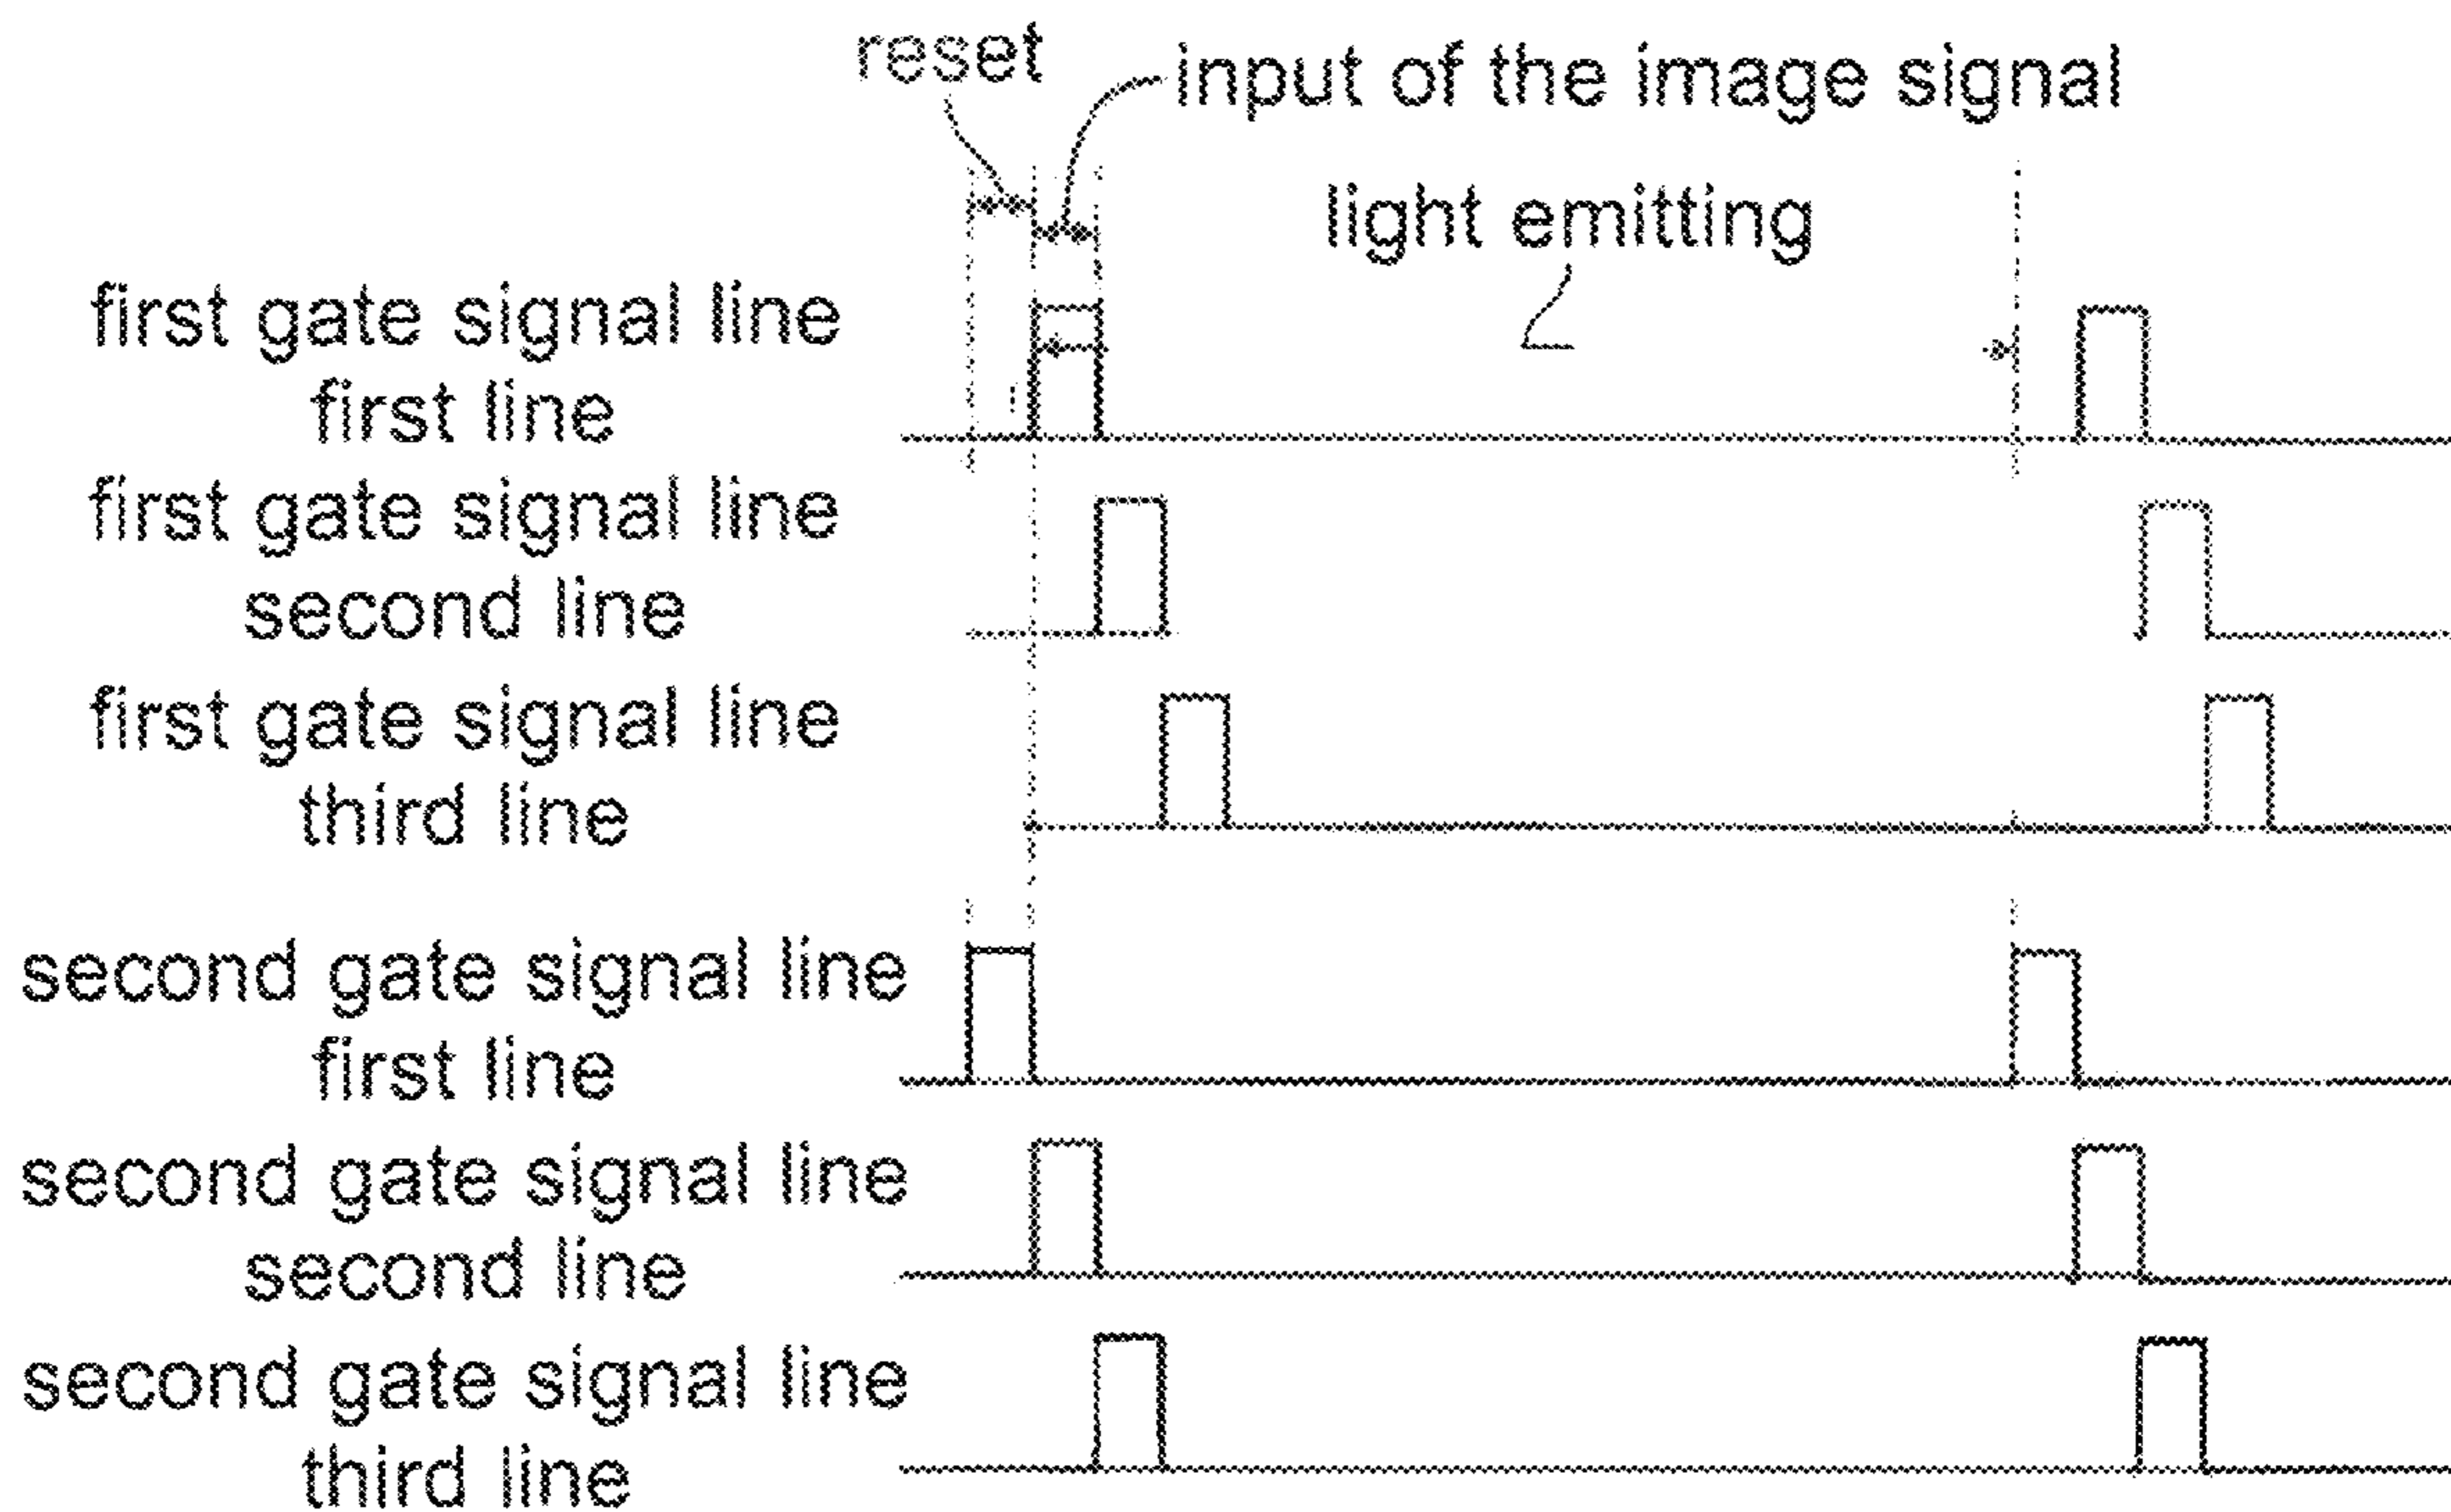 reset
input of the image signal
light emitting
first gate signal line
first line
first gate signal line
second line
first gate signal line
third line
second gate signal line
first line
second gate signal line
second line
second gate signal line
third line